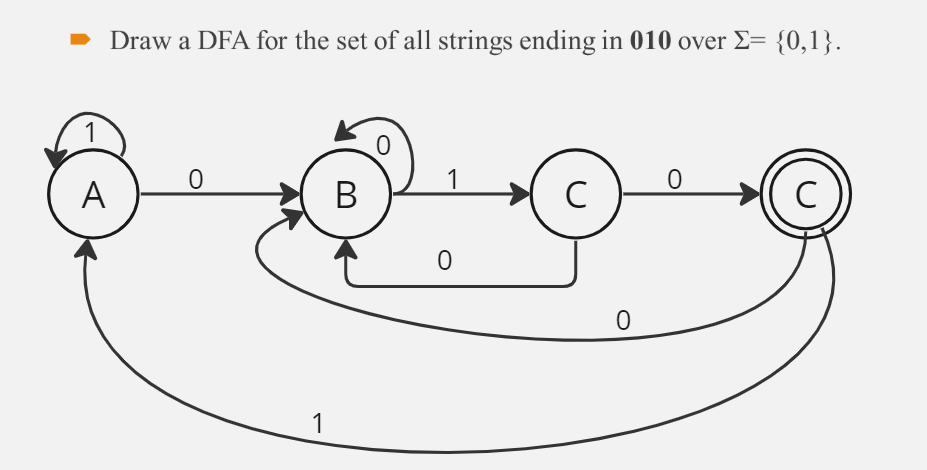 Draw a DFA for the set of all strings ending in 010 over Σ= {0,1}.
1
0
A
0
B
1
C
0
C
0
0
1